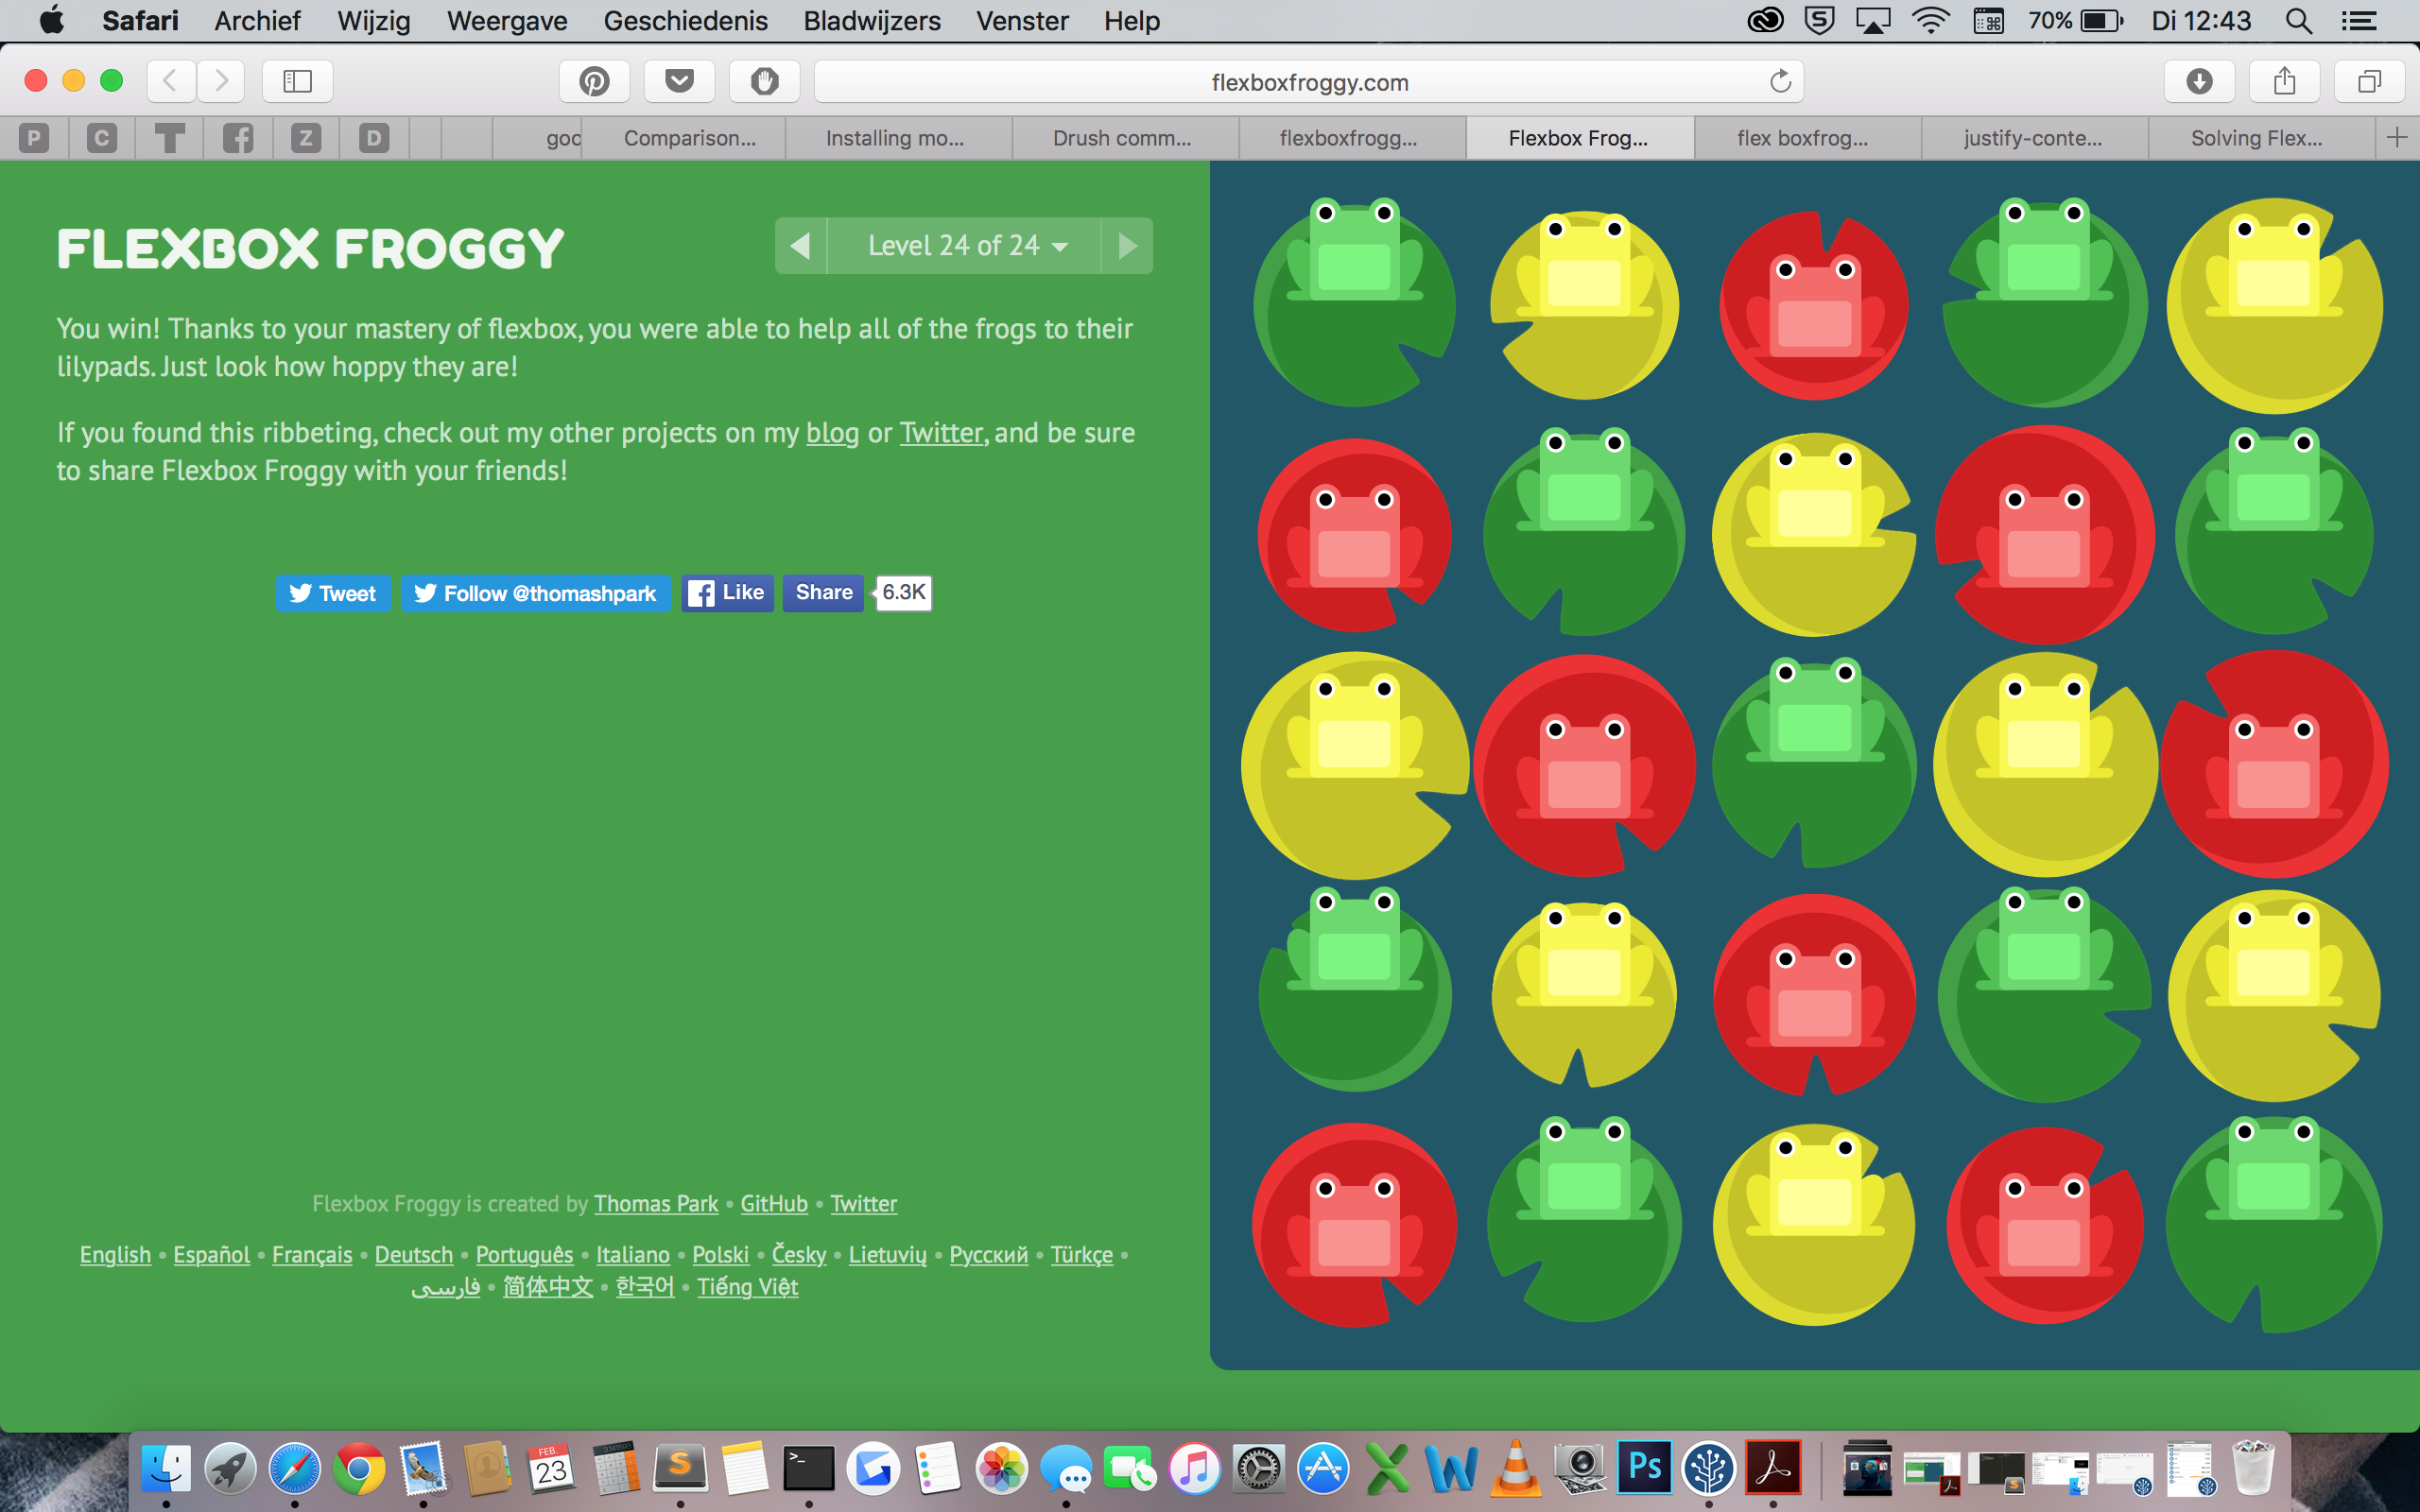 Safari Archief Wijzig Weergave Geschiedenis Bladwijzers Venster Help 70% Di 12:43
flexboxfroggy.com
P C T f Z D goo Comparison... Installing mo... Drush comm... flexboxfrogg... Flexbox Frog... flex boxfrog... justify-conte... Solving Flex...
FLEXBOX FROGGY
Level 24 of 24
You win! Thanks to your mastery of flexbox, you were able to help all of the frogs to their
lilypads. Just look how hoppy they are!
If you found this ribbeting, check out my other projects on my blog or Twitter, and be sure
to share Flexbox Froggy with your friends!
Tweet Follow @thomashpark Like Share 6.3K
Flexbox Froggy is created by Thomas Park • GitHub • Twitter
English • Español • Français • Deutsch • Português • Italiano • Polski • Česky • Lietuvių • Русский • Türkçe •
فارسی • 简体中文 • 한국어 • Tiếng Việt
FEB.
23
Ps